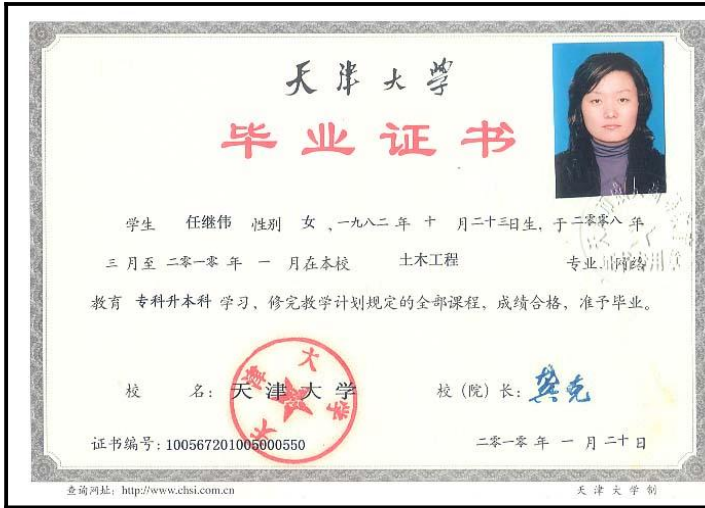 天津大学
毕业证书
学生 任继伟 性别 女 、一九八二 年 十 月二十三日生, 于二零零八 年
三 月至 二零一零 年 一 月在本校 土木工程 专业 网络
教育 专科升本科 学习、修完教学计划规定的全部课程、成绩合格、准予毕业。
天津大学
校 名: 天津大学 校(院)长: 龚克
证书编号: 100567201005000550 二零一零 年 一 月 二十 日
查询网址: http://www.chsi.com.cn 天津大学制